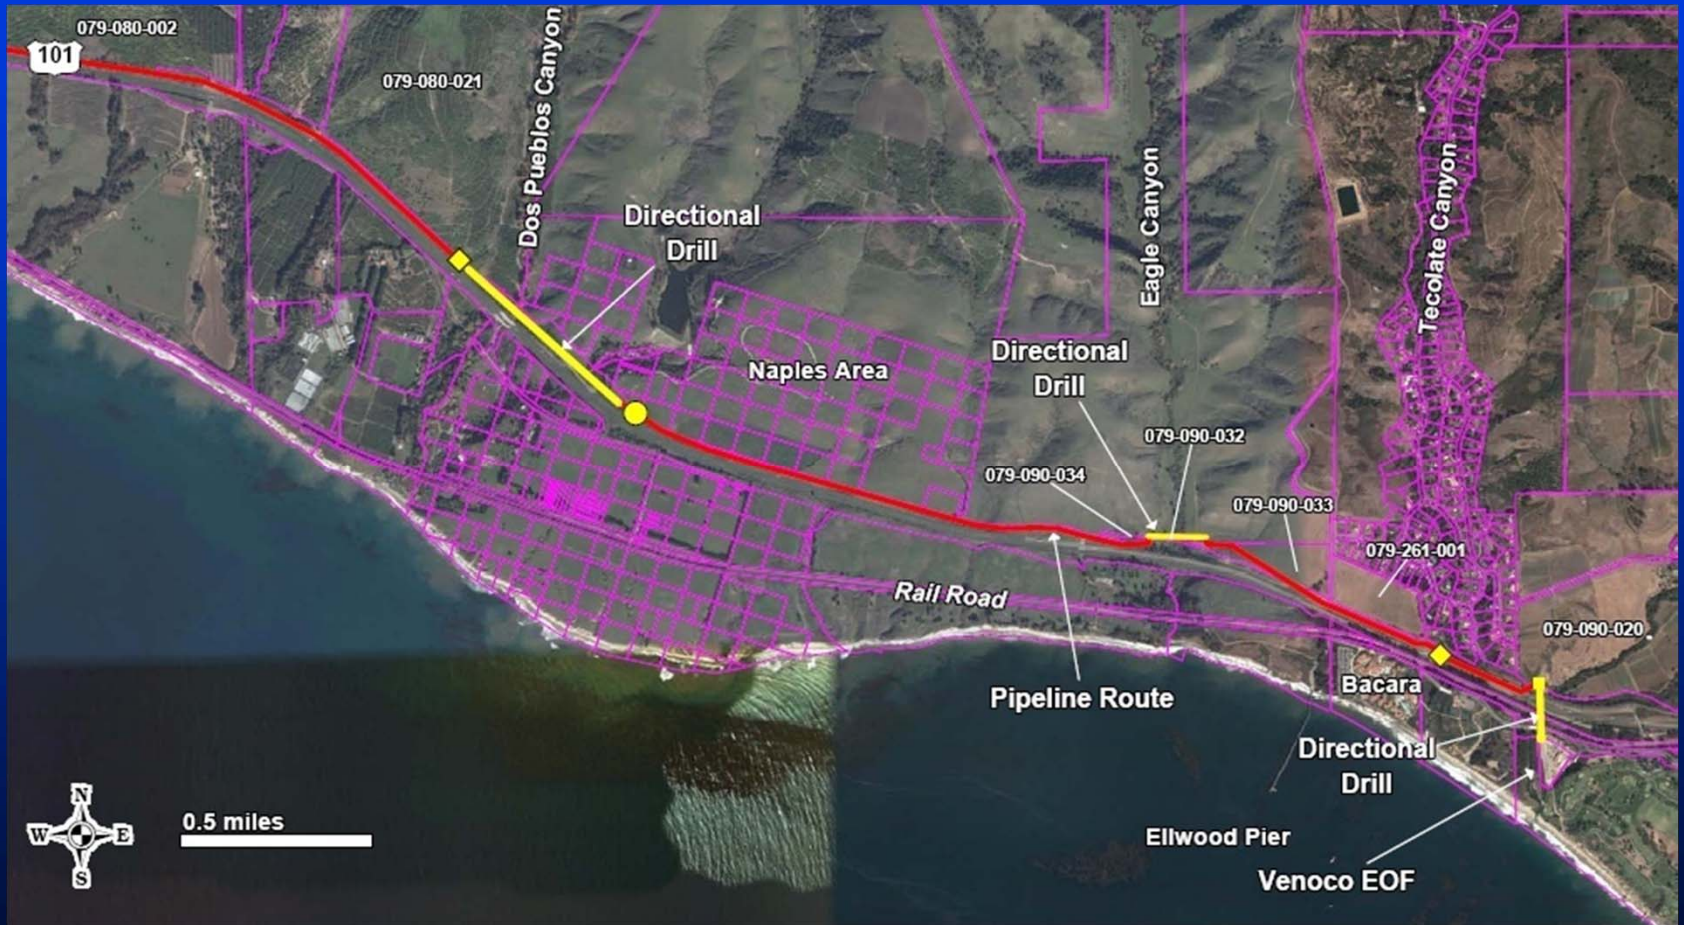 079-080-002
101
079-080-021
Dos Pueblos Canyon
Directional
Drill
Eagle Canyon
Tecolate Canyon
Naples Area
Directional
Drill
079-090-032
079-090-034
079-090-033
079-261-001
Rail Road
079-090-020
Pipeline Route
Bacara
Directional
Drill
N
W E
S
0.5 miles
Ellwood Pier
Venoco EOF